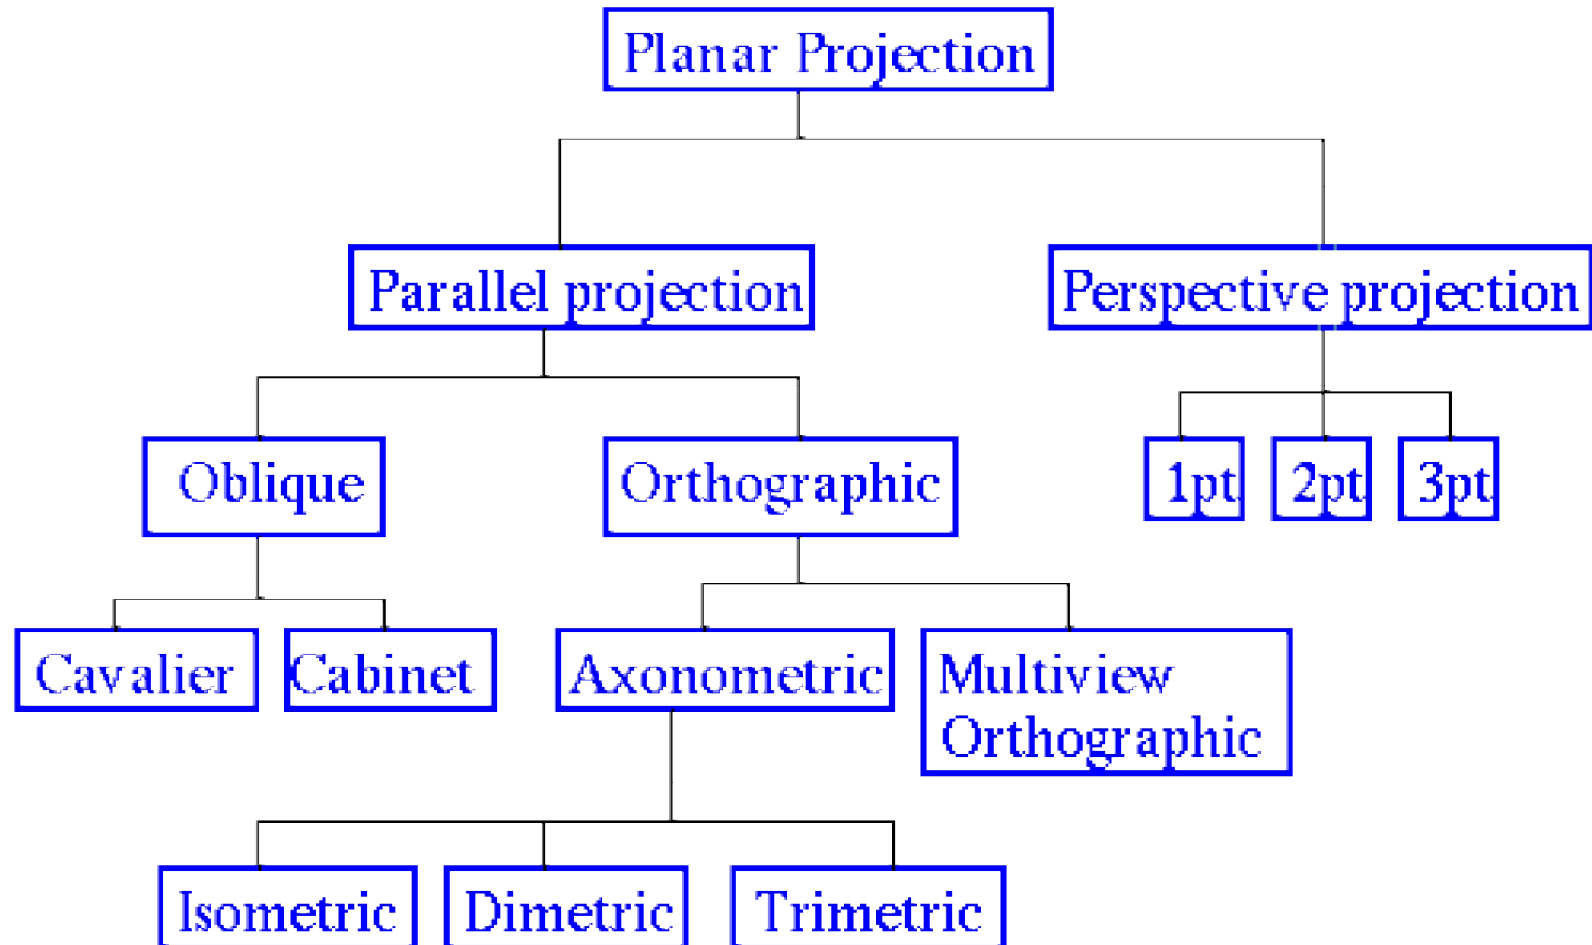 Planar Projection
Parallel projection
Perspective projection
Oblique
Orthographic
1pt.
2pt.
3pt.
Cavalier
Cabinet
Axonometric
Multiview
Orthographic
Isometric
Dimetric
Trimetric